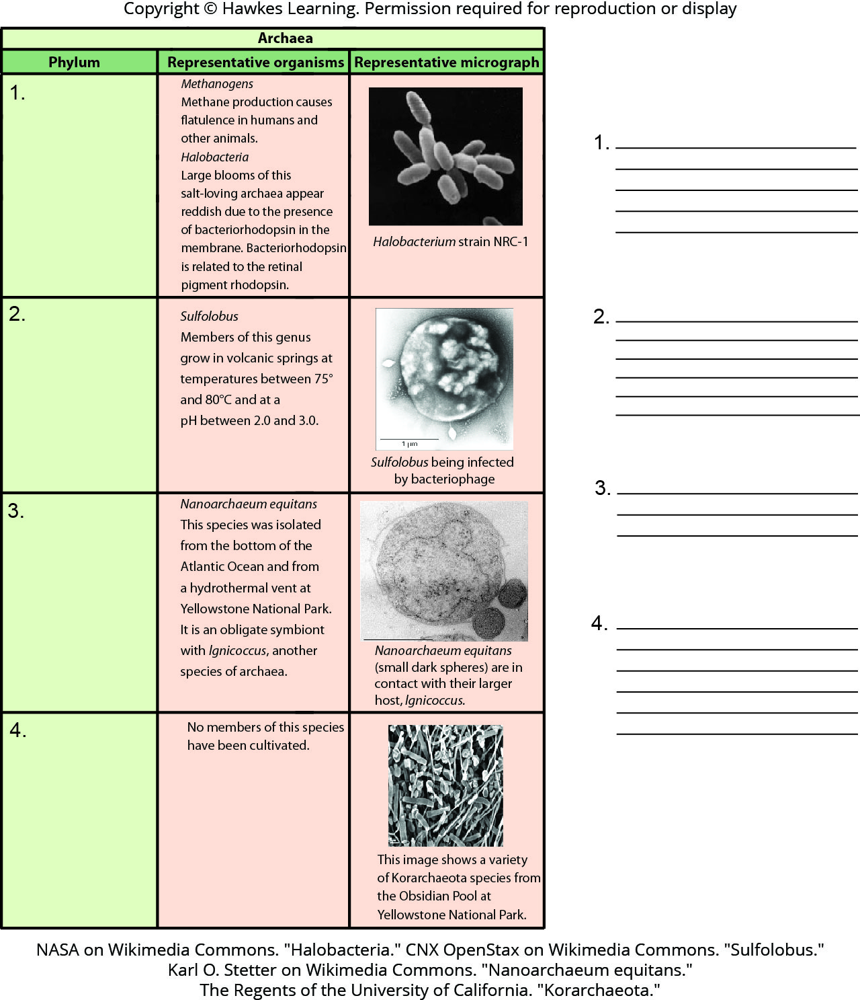 Copyright © Hawkes Learning. Permission required for reproduction or display
Archaea
Phylum
Representative organisms
Representative micrograph
1.
Methanogens
Methane production causes
flatulence in humans and
other animals.
Halobacteria
Large blooms of this
salt-loving archaea appear
reddish due to the presence
of bacteriorhodopsin in the
membrane. Bacteriorhodopsin
is related to the retinal
pigment rhodopsin.
Halobacterium strain NRC-1
2.
Sulfolobus
Members of this genus
grow in volcanic springs at
temperatures between 75°
and 80°C and at a
pH between 2.0 and 3.0.
1 μm
Sulfolobus being infected
by bacteriophage
3.
Nanoarchaeum equitans
This species was isolated
from the bottom of the
Atlantic Ocean and from
a hydrothermal vent at
Yellowstone National Park.
It is an obligate symbiont
with Ignicoccus, another
species of archaea.
Nanoarchaeum equitans
(small dark spheres) are in
contact with their larger
host, Ignicoccus.
4.
No members of this species
have been cultivated.
This image shows a variety
of Korarchaeota species from
the Obsidian Pool at
Yellowstone National Park.
1.
2.
3.
4.
NASA on Wikimedia Commons. "Halobacteria." CNX OpenStax on Wikimedia Commons. "Sulfolobus."
Karl O. Stetter on Wikimedia Commons. "Nanoarchaeum equitans."
The Regents of the University of California. "Korarchaeota."